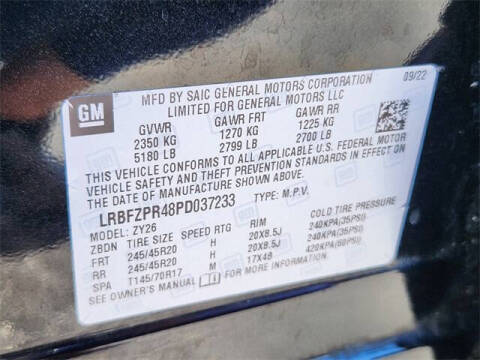 GM
MFD BY SAIC GENERAL MOTORS CORPORATION 09/22
LIMITED FOR GENERAL MOTORS LLC
GVWR GAWR FRT GAWR RR
2350 KG 1270 KG 1225 KG
5180 LB 2799 LB 2700 LB
THIS VEHICLE CONFORMS TO ALL APPLICABLE U.S. FEDERAL MOTOR
VEHICLE SAFETY AND THEFT PREVENTION STANDARDS IN EFFECT ON
THE DATE OF MANUFACTURE SHOWN ABOVE.
LRBFZPR48PD037233 TYPE: M.P.V.
MODEL: ZY26
ZBDN TIRE SIZE SPEED RTG RIM COLD TIRE PRESSURE
FRT 245/45R20 H 20X8.5J 240KPA(35PSI)
RR 245/45R20 H 20X8.5J 240KPA(35PSI)
SPA T145/70R17 M 17X4B 420KPA(60PSI)
SEE OWNER'S MANUAL FOR